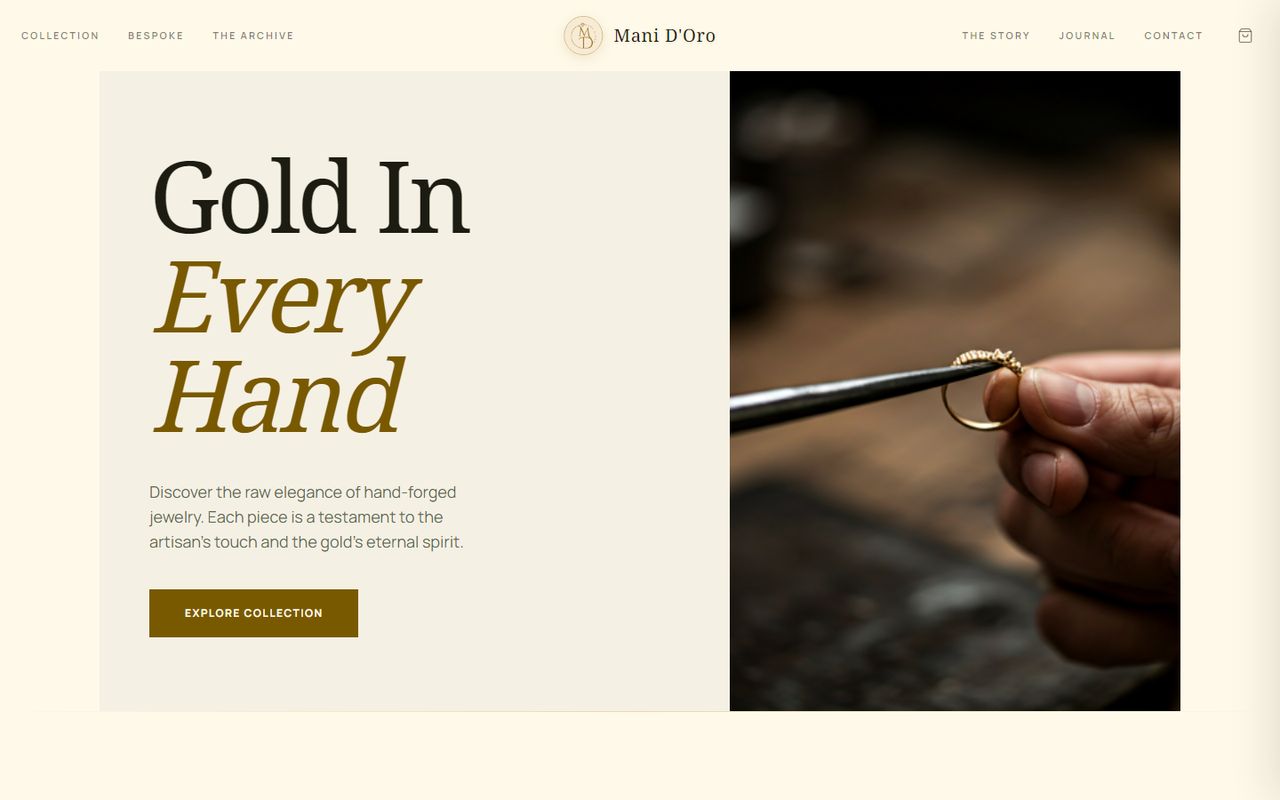 COLLECTION BESPOKE THE ARCHIVE
MD
Mani D'Oro
THE STORY JOURNAL CONTACT
Gold In
Every
Hand
Discover the raw elegance of hand-forged
jewelry. Each piece is a testament to the
artisan's touch and the gold's eternal spirit.
EXPLORE COLLECTION